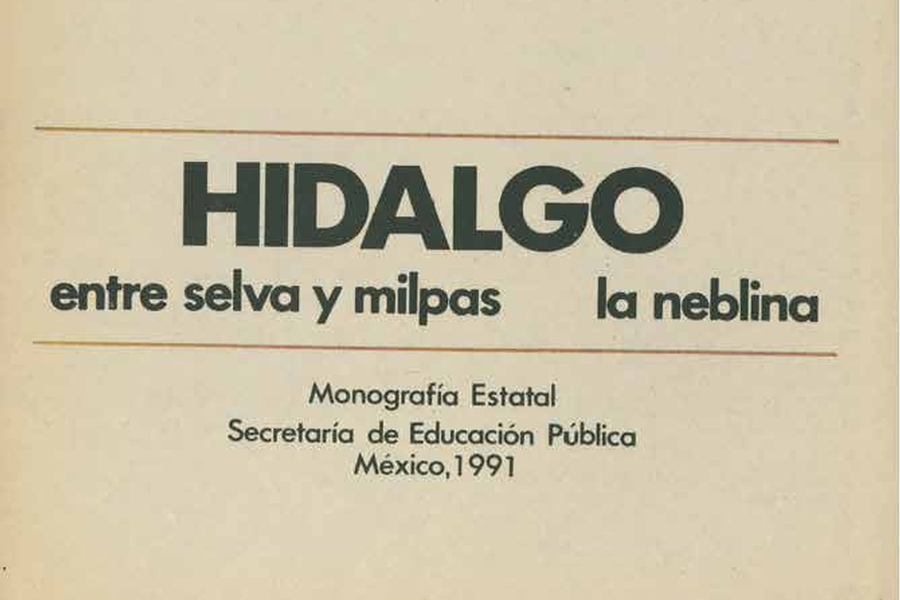 HIDALGO
entre selva y milpas la neblina
Monografía Estatal
Secretaría de Educación Pública
México,1991